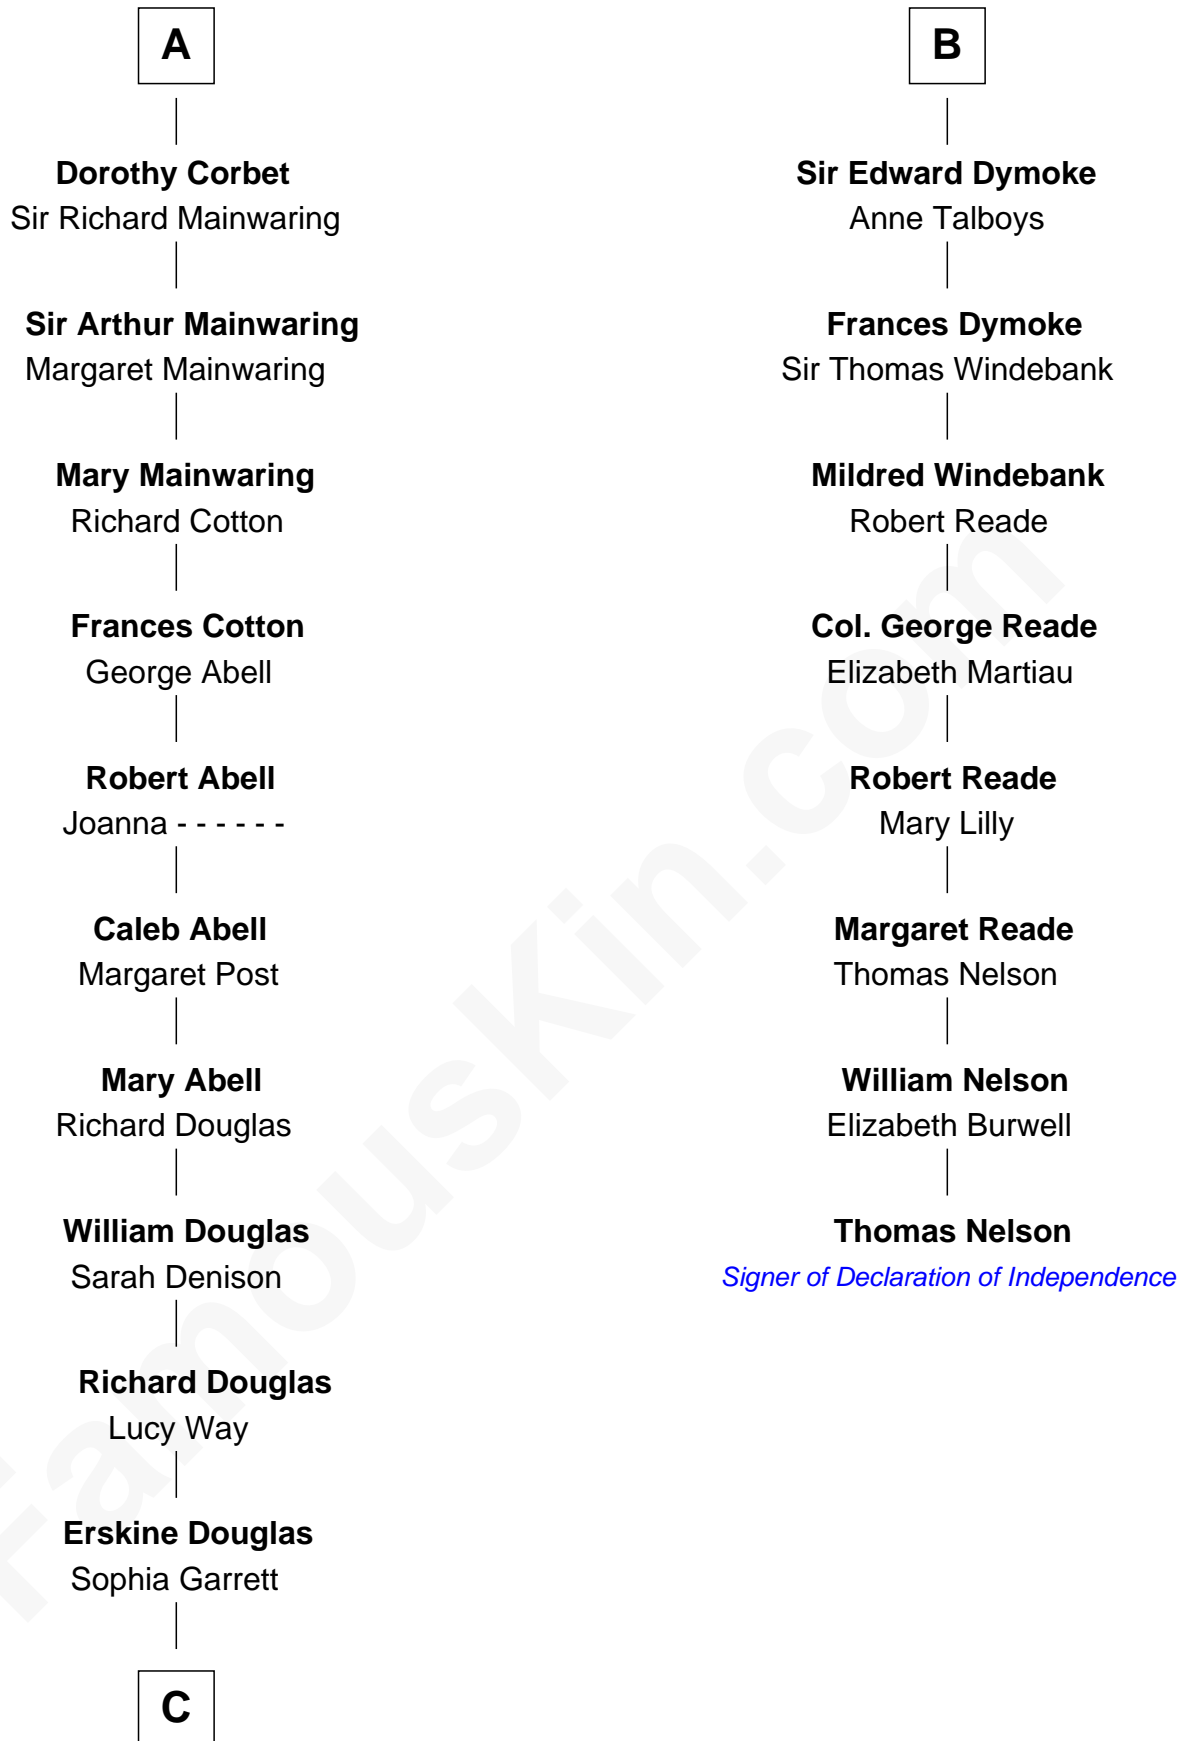 A
Dorothy Corbet
Sir Richard Mainwaring
Sir Arthur Mainwaring
Margaret Mainwaring
Mary Mainwaring
Richard Cotton
Frances Cotton
George Abell
Robert Abell
Joanna - - - - - -
Caleb Abell
Margaret Post
Mary Abell
Richard Douglas
William Douglas
Sarah Denison
Richard Douglas
Lucy Way
Erskine Douglas
Sophia Garrett
C
B
Sir Edward Dymoke
Anne Talboys
Frances Dymoke
Sir Thomas Windebank
Mildred Windebank
Robert Reade
Col. George Reade
Elizabeth Martiau
Robert Reade
Mary Lilly
Margaret Reade
Thomas Nelson
William Nelson
Elizabeth Burwell
Thomas Nelson
Signer of Declaration of Independence
FamousKin.com